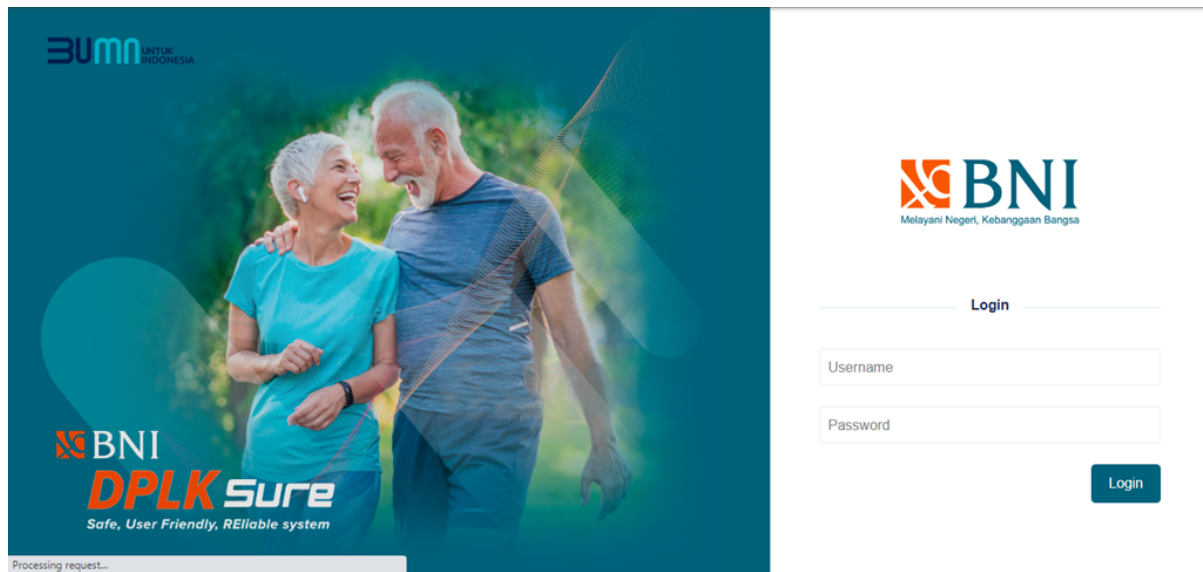 BUMN UNTUK
INDONESIA
BNI
DPLK Sure
Safe, User Friendly, REliable system
Processing request...
BNI
Melayani Negeri, Kebanggaan Bangsa
Login
Username
Password
Login